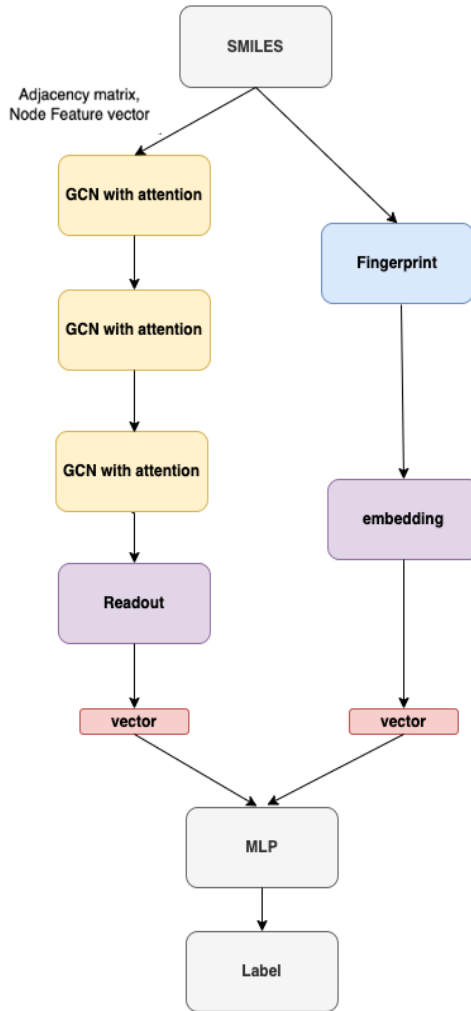 SMILES
Adjacency matrix,
Node Feature vector
GCN with attention
Fingerprint
GCN with attention
GCN with attention
embedding
Readout
vector
vector
MLP
Label